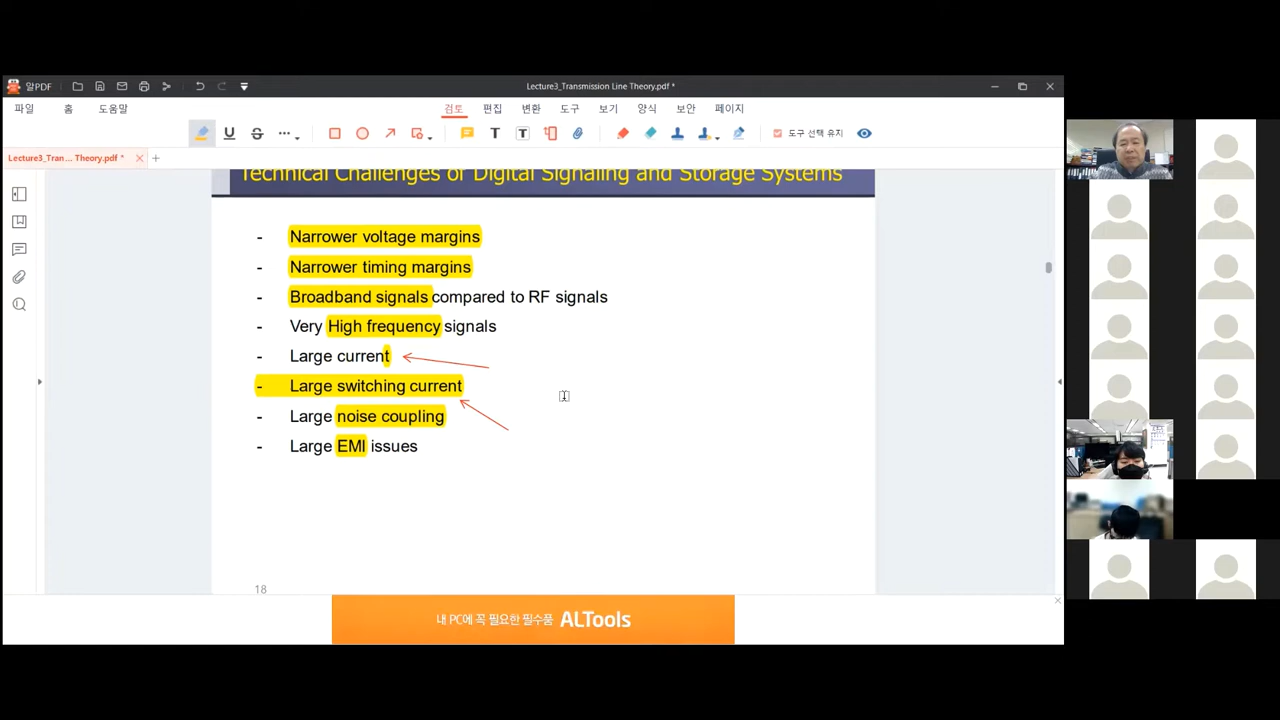 알PDF
Lecture3_Transmission Line Theory.pdf *
파일 홈 도움말 검토 편집 변환 도구 보기 양식 보안 페이지
도구 선택 유지
Lecture3_Tran... Theory.pdf *
Technical Challenges of Digital Signaling and Storage Systems
- Narrower voltage margins
- Narrower timing margins
- Broadband signals compared to RF signals
- Very High frequency signals
- Large current
- Large switching current
- Large noise coupling
- Large EMI issues
18
내 PC에 꼭 필요한 필수품 ALTools